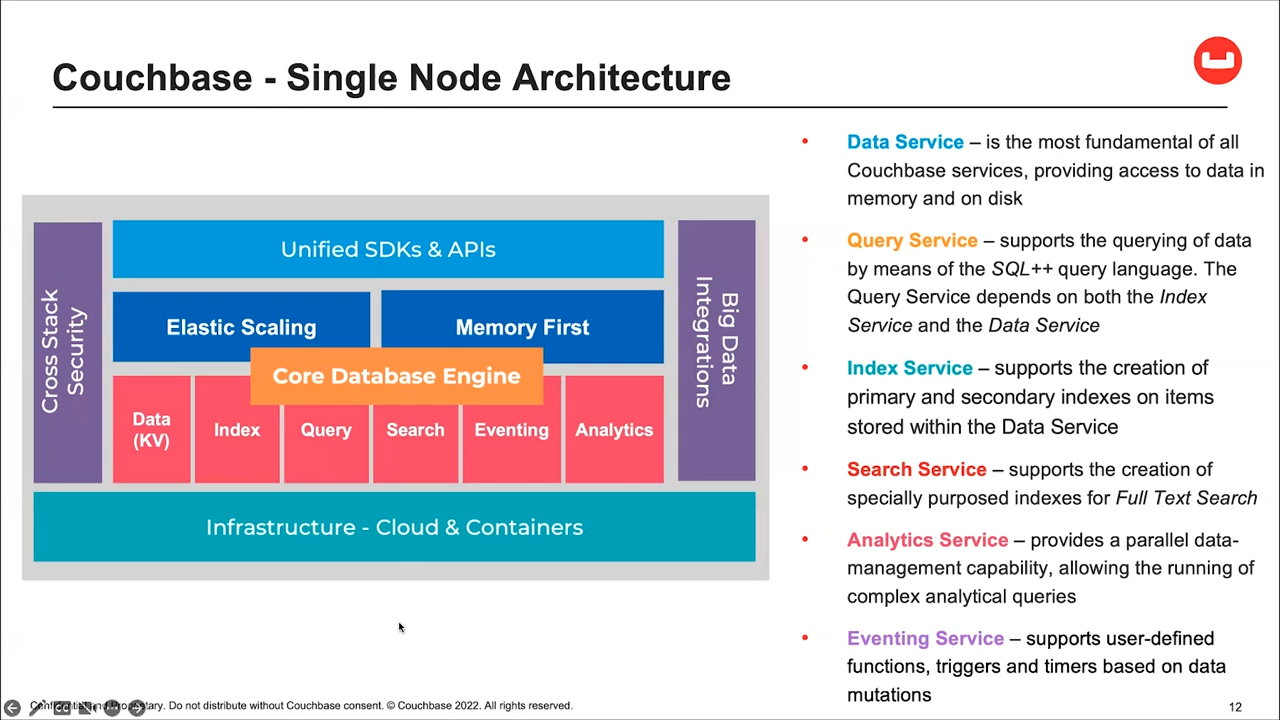 Couchbase - Single Node Architecture
Unified SDKs & APIs
Cross Stack
Security
Elastic Scaling
Memory First
Big Data
Integrations
Core Database Engine
Data
(KV)
Index
Query
Search
Eventing
Analytics
Infrastructure - Cloud & Containers
• Data Service – is the most fundamental of all
Couchbase services, providing access to data in
memory and on disk
• Query Service – supports the querying of data
by means of the SQL++ query language. The
Query Service depends on both the Index
Service and the Data Service
• Index Service – supports the creation of
primary and secondary indexes on items
stored within the Data Service
• Search Service – supports the creation of
specially purposed indexes for Full Text Search
• Analytics Service – provides a parallel data-
management capability, allowing the running of
complex analytical queries
• Eventing Service – supports user-defined
functions, triggers and timers based on data
mutations
Confidential and Proprietary. Do not distribute without Couchbase consent. © Couchbase 2022. All rights reserved.
12